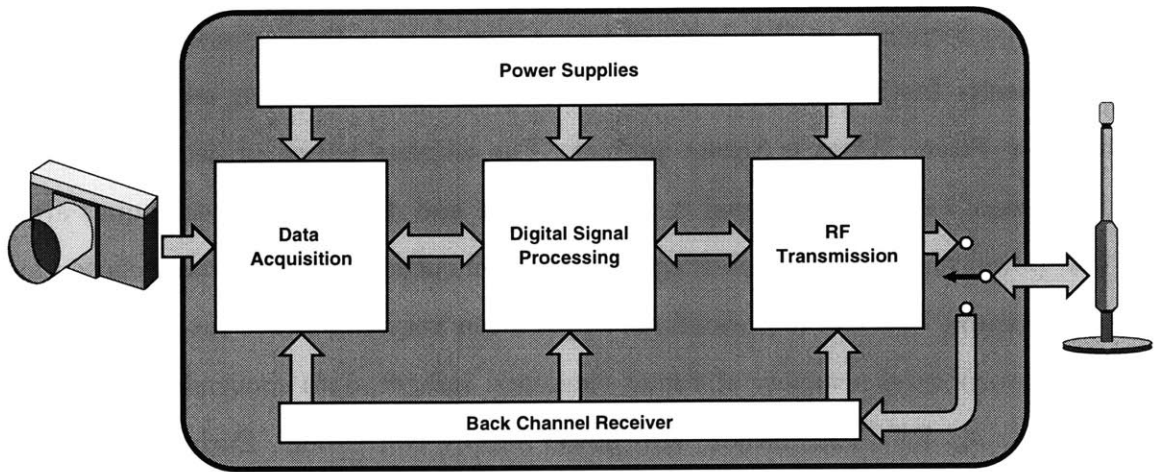 Power Supplies
Data
Acquisition
Digital Signal
Processing
RF
Transmission
Back Channel Receiver